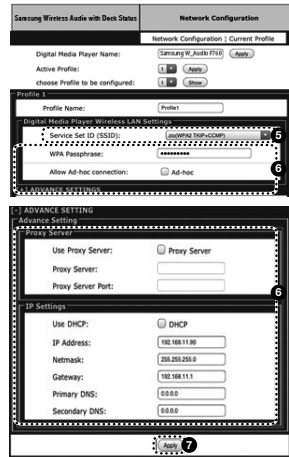 Samsung Wireless Audio with Dock Status
Network Configuration
Network Configuration ¦ Current Profile
Digital Media Player Name: Samsung W_Audio F760 Apply
Active Profile: 1 Apply
choose Profile to be configured: 1 Show
Profile 1
Profile Name: Profile1
Digital Media Player Wireless LAN Settings
Service Set ID (SSID): zio(WPA2 TKIP+CCMP) 5
WPA Passphrase: •••••••••
Allow Ad-hoc connection: Ad-hoc 6
[+] ADVANCE SETTINGS
[-] ADVANCE SETTING
Advance Setting
Proxy Server
Use Proxy Server: Proxy Server
Proxy Server:
Proxy Server Port: 6
IP Settings
Use DHCP: DHCP
IP Address: 192.168.11.90
Netmask: 255.255.255.0
Gateway: 192.168.11.1
Primary DNS: 0.0.0.0
Secondary DNS: 0.0.0.0
Apply 7